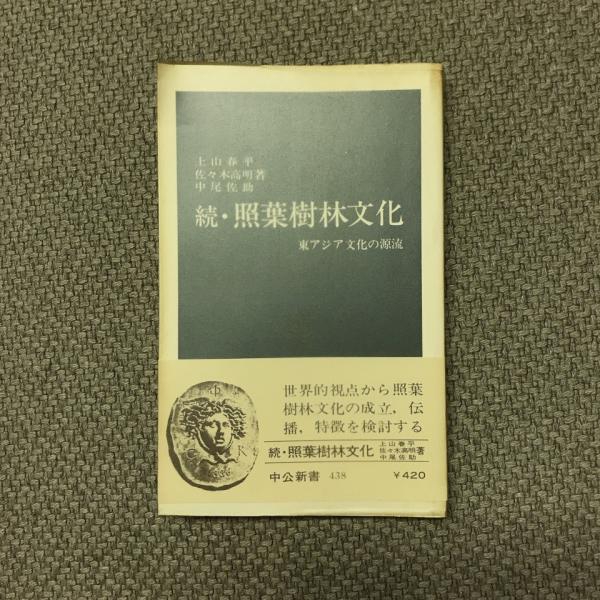 上山春平
佐々木高明著
中尾佐助
続・照葉樹林文化
東アジア文化の源流
世界的視点から照葉
樹林文化の成立，伝
播，特徴を検討する
続・照葉樹林文化
上山春平
佐々木高明著
中尾佐助
中公新書 438
￥420